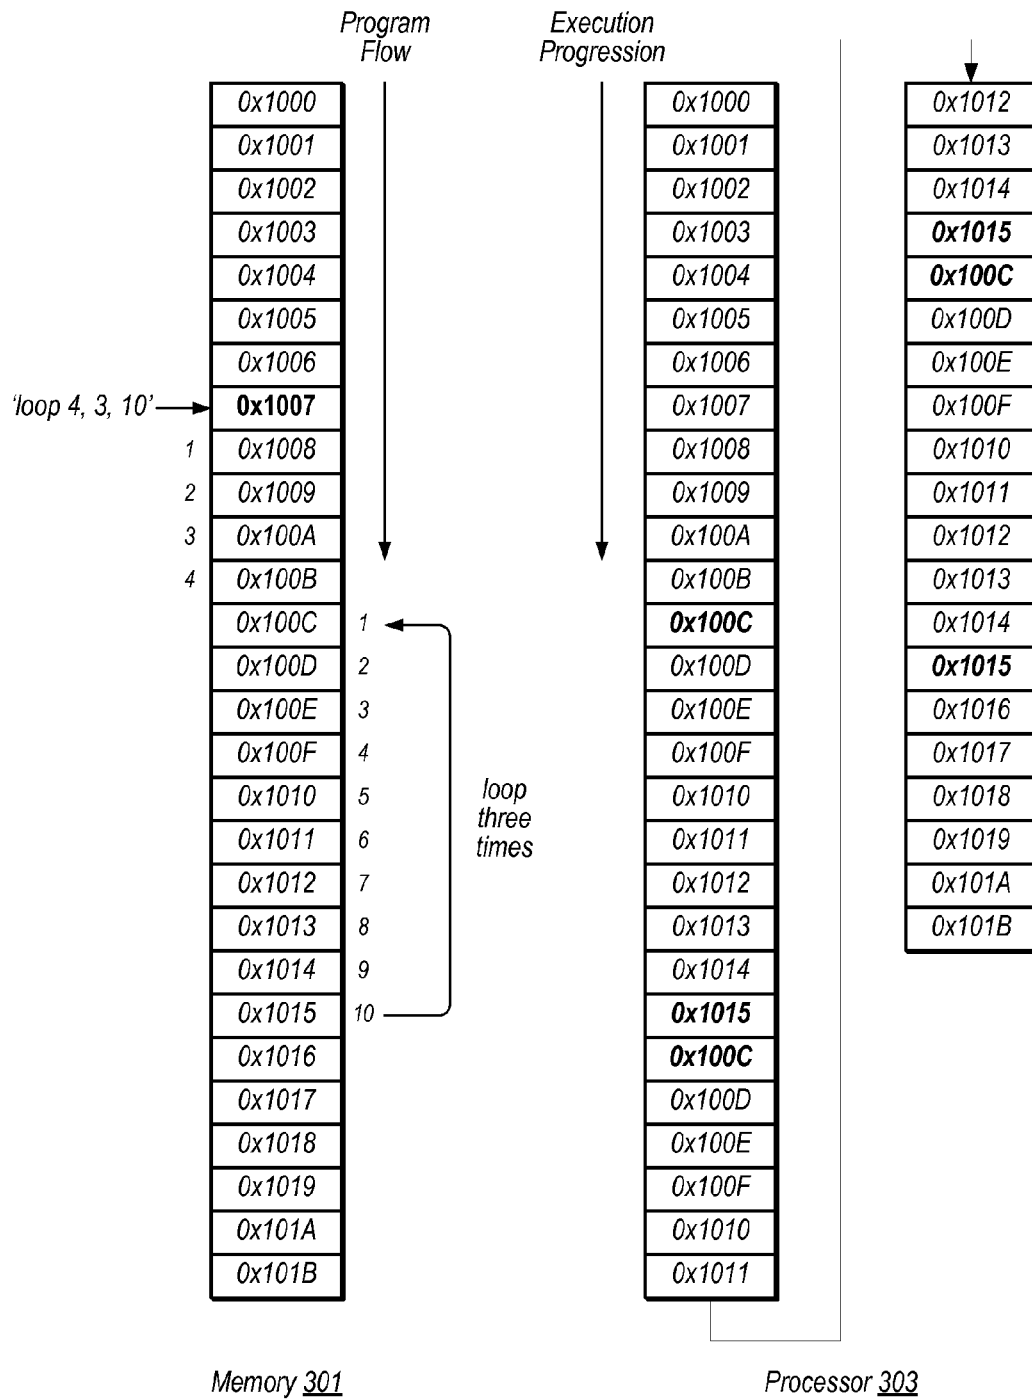 Program Flow
Execution Progression
0x1000 0x1000 0x1012
0x1001 0x1001 0x1013
0x1002 0x1002 0x1014
0x1003 0x1003 0x1015
0x1004 0x1004 0x100C
0x1005 0x1005 0x100D
0x1006 0x1006 0x100E
'loop 4, 3, 10' 0x1007 0x1007 0x100F
1 0x1008 0x1008 0x1010
2 0x1009 0x1009 0x1011
3 0x100A 0x100A 0x1012
4 0x100B 0x100B 0x1013
0x100C 1 0x100C 0x1014
0x100D 2 0x100D 0x1015
0x100E 3 0x100E 0x1016
0x100F 4 0x100F 0x1017
0x1010 5 0x1010 0x1018
0x1011 6 0x1011 0x1019
0x1012 7 0x1012 0x101A
0x1013 8 0x1013 0x101B
0x1014 9 0x1014
0x1015 10 0x1015
loop
three
times
0x1016 0x100C
0x1017 0x100D
0x1018 0x100E
0x1019 0x100F
0x101A 0x1010
0x101B 0x1011
Memory 301
Processor 303